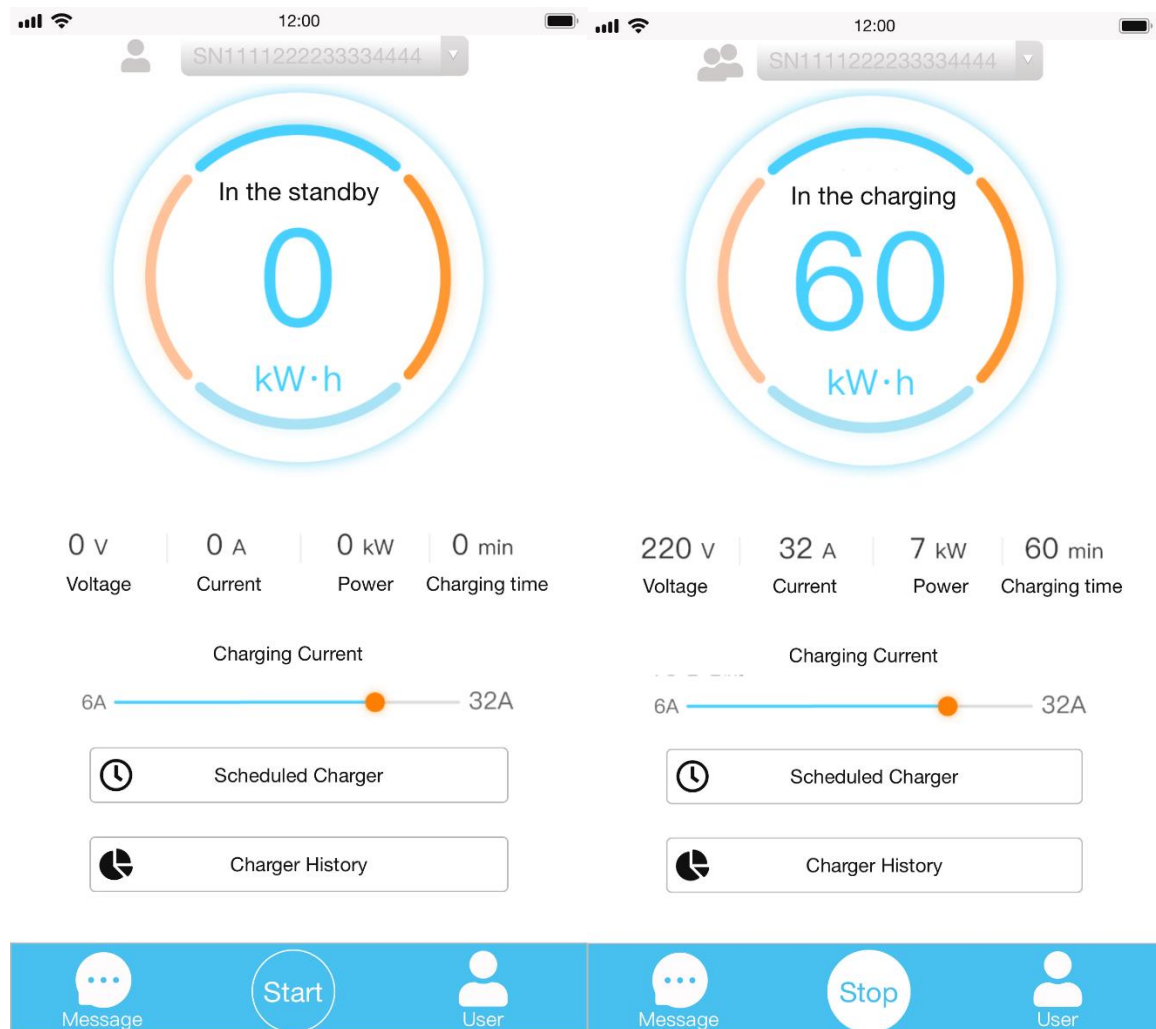 12:00
SN1111222233334444
In the standby
0
kW·h
0 V 0 A 0 kW 0 min
Voltage Current Power Charging time
Charging Current
6A 32A
Scheduled Charger
Charger History
Message Start User
12:00
SN1111222233334444
In the charging
60
kW·h
220 V 32 A 7 kW 60 min
Voltage Current Power Charging time
Charging Current
6A 32A
Scheduled Charger
Charger History
Message Stop User